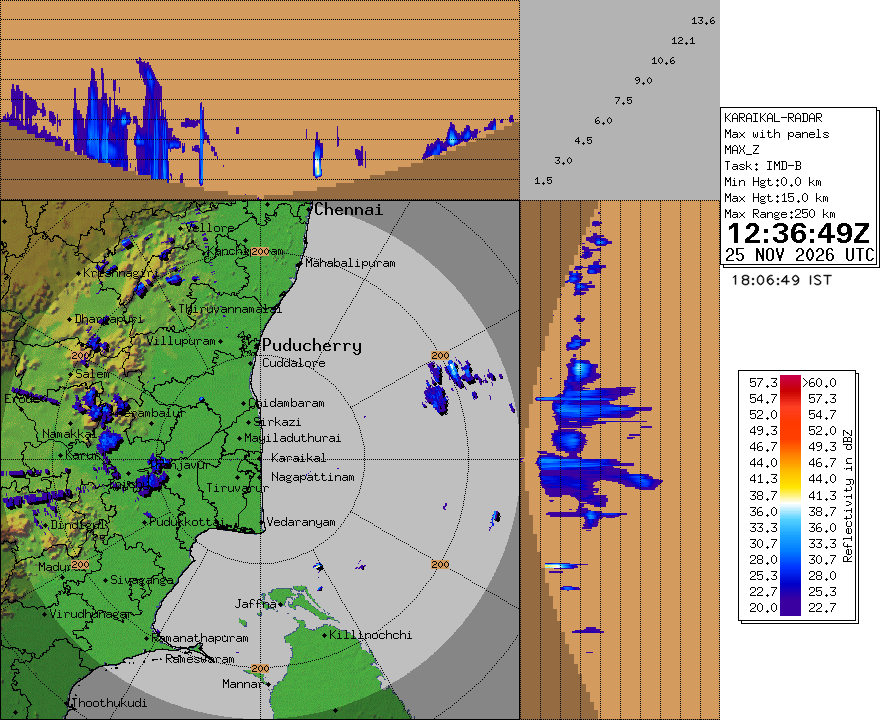 13.6
12.1
10.6
9.0
7.5
6.0
4.5
3.0
1.5
KARAIKAL-RADAR
Max with panels
MAX_Z
Task: IMD-B
Min Hgt:0.0 km
Max Hgt:15.0 km
Max Range:250 km
12:36:49Z
25 NOV 2026 UTC
18:06:49 IST
Chennai
Vellore
200
Mahabalipuram
Krishnagiri
Thiruvannamalai
Dharmapuri
Villupuram
Puducherry
200
200
Cuddalore
Salem
Chidambaram
Sirkazi
Namakkal
Mayiladuthurai
Karur
Karaikal
Nagapattinam
Tiruvarur
Pudukkottai
Vedaranyam
Dindigul
200
200
Madurai
Sivaganga
Jaffna
Virudhunagar
Ramanathapuram
Killinochchi
Rameswaram
200
Mannar
Thoothukudi
57.3 >60.0
54.7 57.3
52.0 54.7
49.3 52.0
46.7 49.3
44.0 46.7
41.3 44.0
38.7 41.3
36.0 38.7
33.3 36.0
30.7 33.3
28.0 30.7
25.3 28.0
22.7 25.3
20.0 22.7
Reflectivity in dBZ